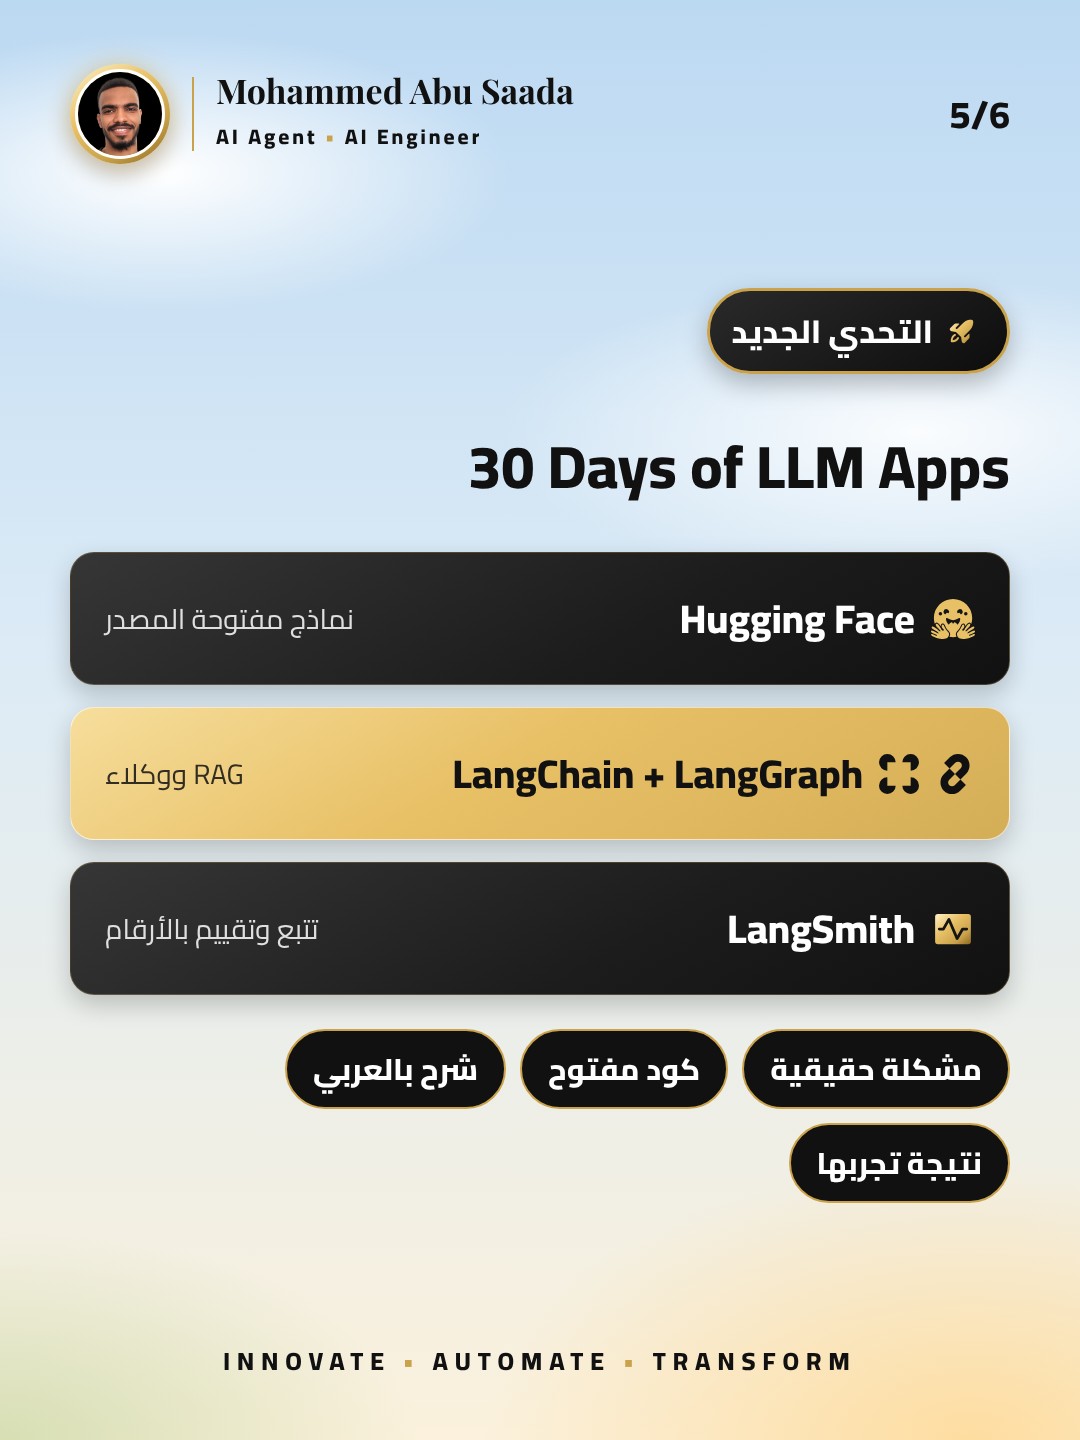 Mohammed Abu Saada
AI Agent ▪ AI Engineer
5/6
التحدي الجديد
30 Days of LLM Apps
Hugging Face
نماذج مفتوحة المصدر
LangChain + LangGraph
RAG ووكلاء
LangSmith
تتبع وتقييم بالأرقام
مشكلة حقيقية
كود مفتوح
شرح بالعربي
نتيجة تجربها
INNOVATE ▪ AUTOMATE ▪ TRANSFORM